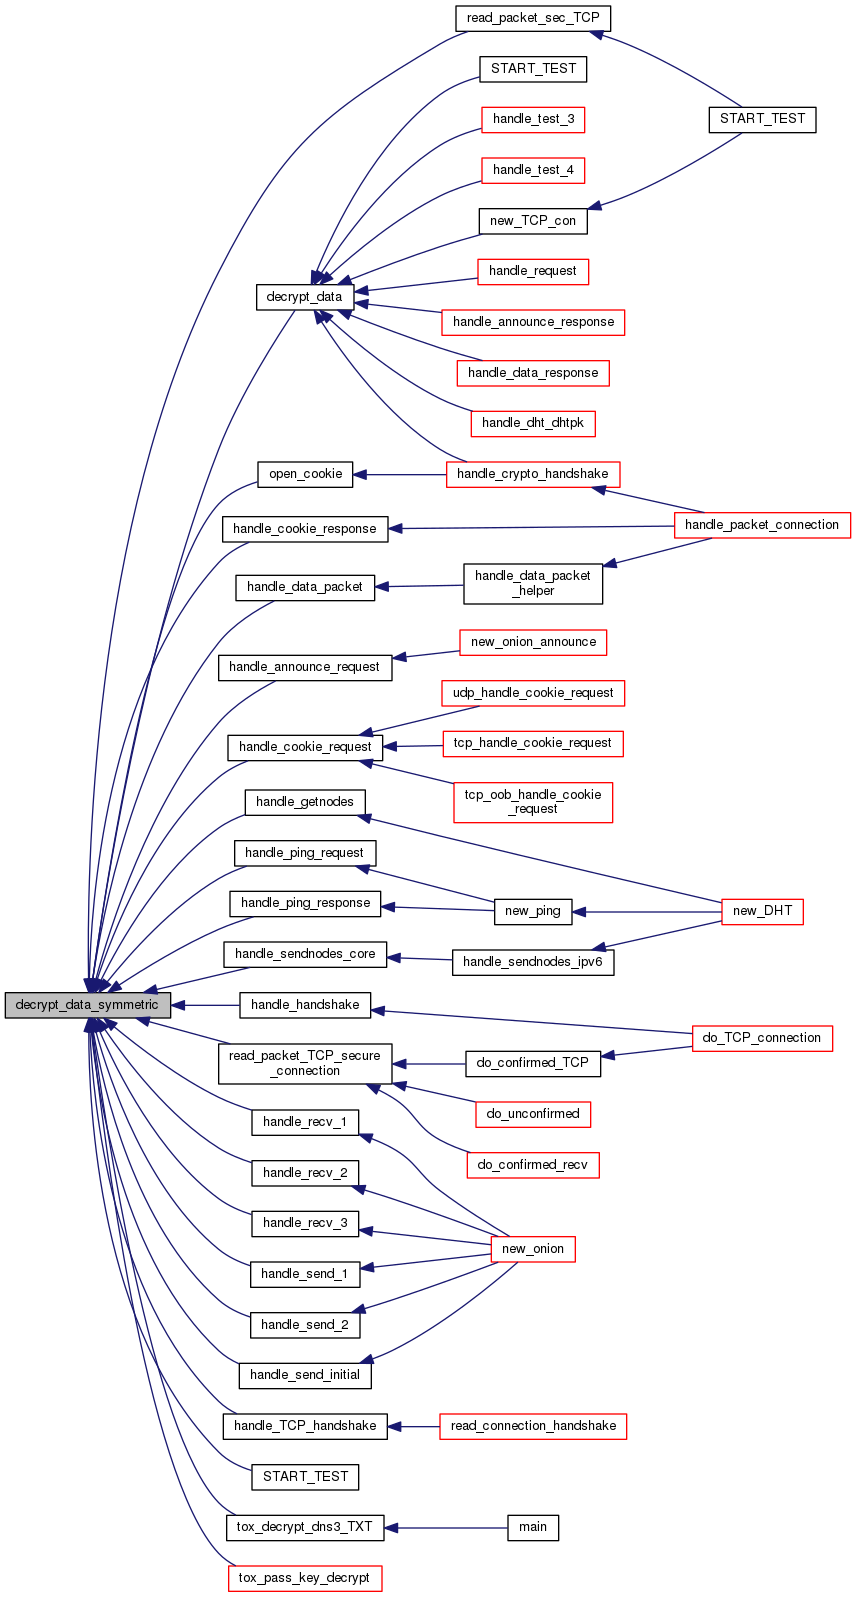 read_packet_sec_TCP
START_TEST
handle_test_3
START_TEST
handle_test_4
new_TCP_con
handle_request
decrypt_data
handle_announce_response
handle_data_response
handle_dht_dhtpk
open_cookie
handle_crypto_handshake
handle_cookie_response
handle_packet_connection
handle_data_packet
handle_data_packet
_helper
new_onion_announce
handle_announce_request
udp_handle_cookie_request
handle_cookie_request
tcp_handle_cookie_request
tcp_oob_handle_cookie
_request
handle_getnodes
handle_ping_request
handle_ping_response
new_ping
new_DHT
handle_sendnodes_core
handle_sendnodes_ipv6
decrypt_data_symmetric
handle_handshake
do_TCP_connection
read_packet_TCP_secure
_connection
do_confirmed_TCP
do_unconfirmed
handle_recv_1
do_confirmed_recv
handle_recv_2
handle_recv_3
new_onion
handle_send_1
handle_send_2
handle_send_initial
handle_TCP_handshake
read_connection_handshake
START_TEST
tox_decrypt_dns3_TXT
main
tox_pass_key_decrypt